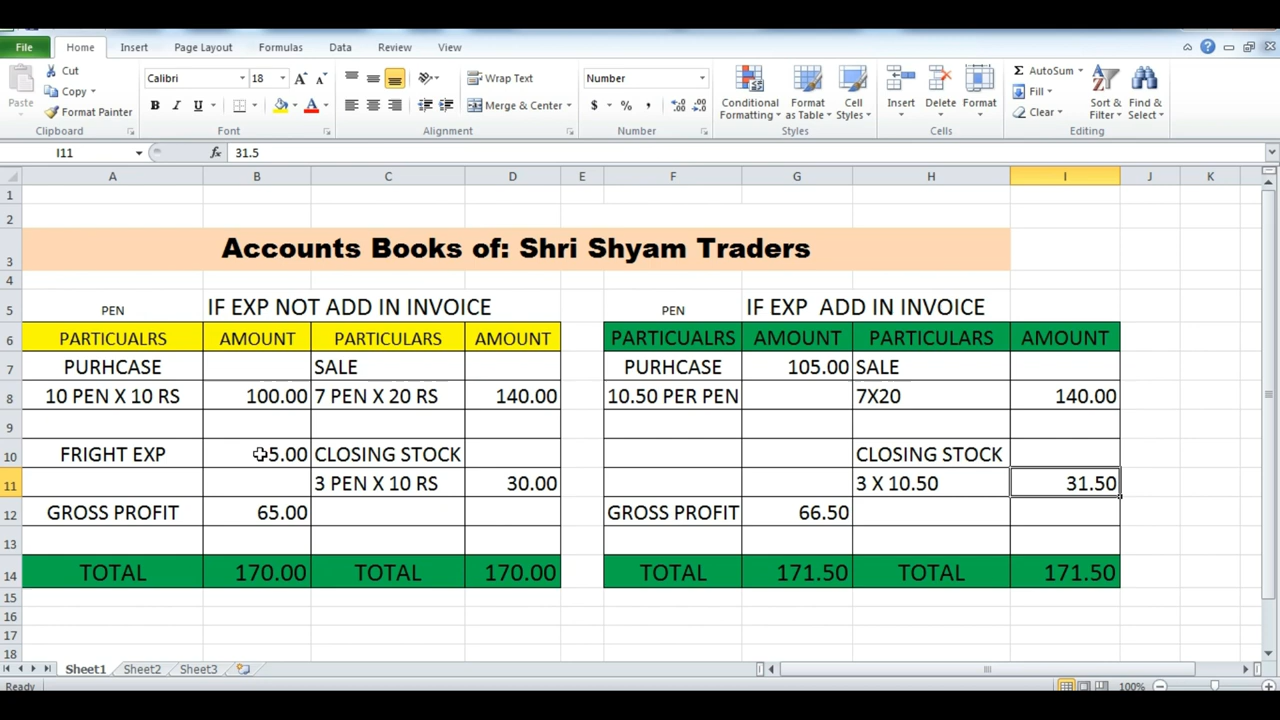 File Home Insert Page Layout Formulas Data Review View
Paste Cut Copy Format Painter Clipboard
Calibri 18 A A B I U A Font
Wrap Text Merge & Center Alignment
Number $ % , .0 .00 .00 .0 Number
Conditional Formatting Format as Table Cell Styles Styles
Insert Delete Format Cells
Σ AutoSum Fill Clear Sort & Filter Find & Select Editing
I11 fx 31.5
A B C D E F G H I J K
1
2
3 Accounts Books of: Shri Shyam Traders
4
5 PEN IF EXP NOT ADD IN INVOICE PEN IF EXP ADD IN INVOICE
6 PARTICUALRS AMOUNT PARTICULARS AMOUNT PARTICUALRS AMOUNT PARTICULARS AMOUNT
7 PURHCASE SALE PURHCASE 105.00 SALE
8 10 PEN X 10 RS 100.00 7 PEN X 20 RS 140.00 10.50 PER PEN 7X20 140.00
9
10 FRIGHT EXP 5.00 CLOSING STOCK CLOSING STOCK
11 3 PEN X 10 RS 30.00 3 X 10.50 31.50
12 GROSS PROFIT 65.00 GROSS PROFIT 66.50
13
14 TOTAL 170.00 TOTAL 170.00 TOTAL 171.50 TOTAL 171.50
15
16
17
18
Sheet1 Sheet2 Sheet3
Ready 100%